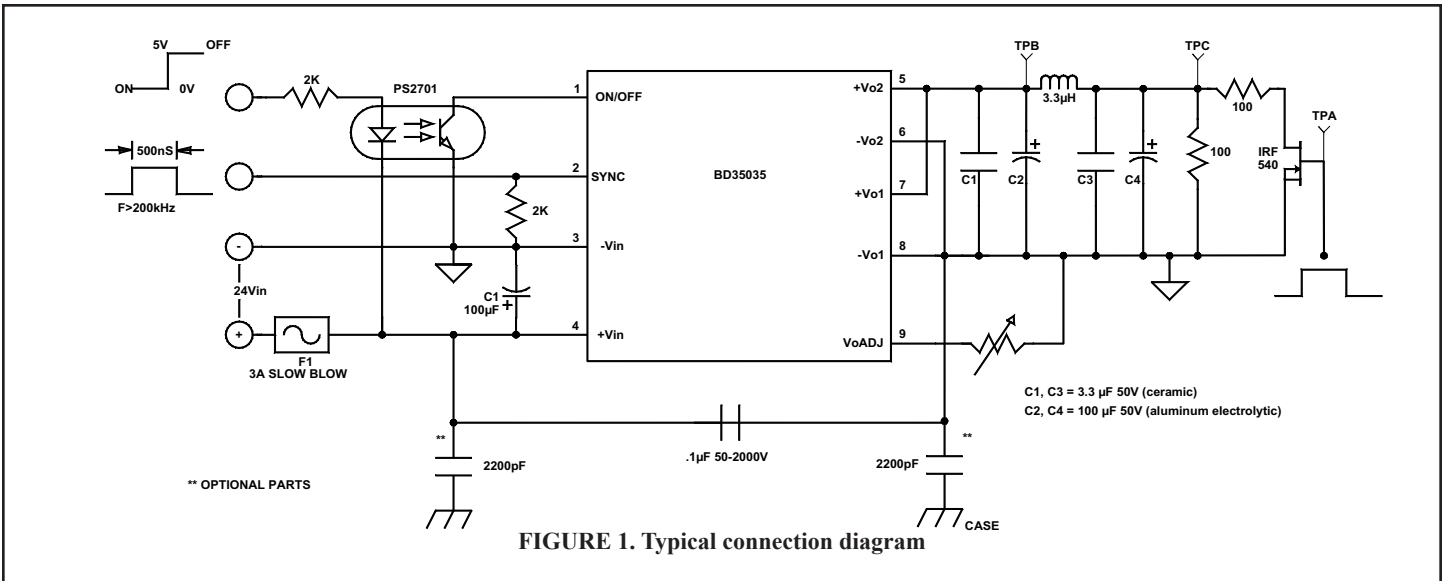 5V OFF
ON 0V
2K
PS2701
500nS
F>200kHz
2K
-
24Vin
+
F1
3A SLOW BLOW
C1
100µF
+
1
ON/OFF
2
SYNC
3
-Vin
4
+Vin
BD35035
5
+Vo2
6
-Vo2
7
+Vo1
8
-Vo1
9
VoADJ
TPB
3.3µH
TPC
100
TPA
IRF
540
100
C1
+
C2
C3
+
C4
C1, C3 = 3.3 µF 50V (ceramic)
C2, C4 = 100 µF 50V (aluminum electrolytic)
**
2200pF
.1µF 50-2000V
**
2200pF
** OPTIONAL PARTS
CASE
FIGURE 1. Typical connection diagram